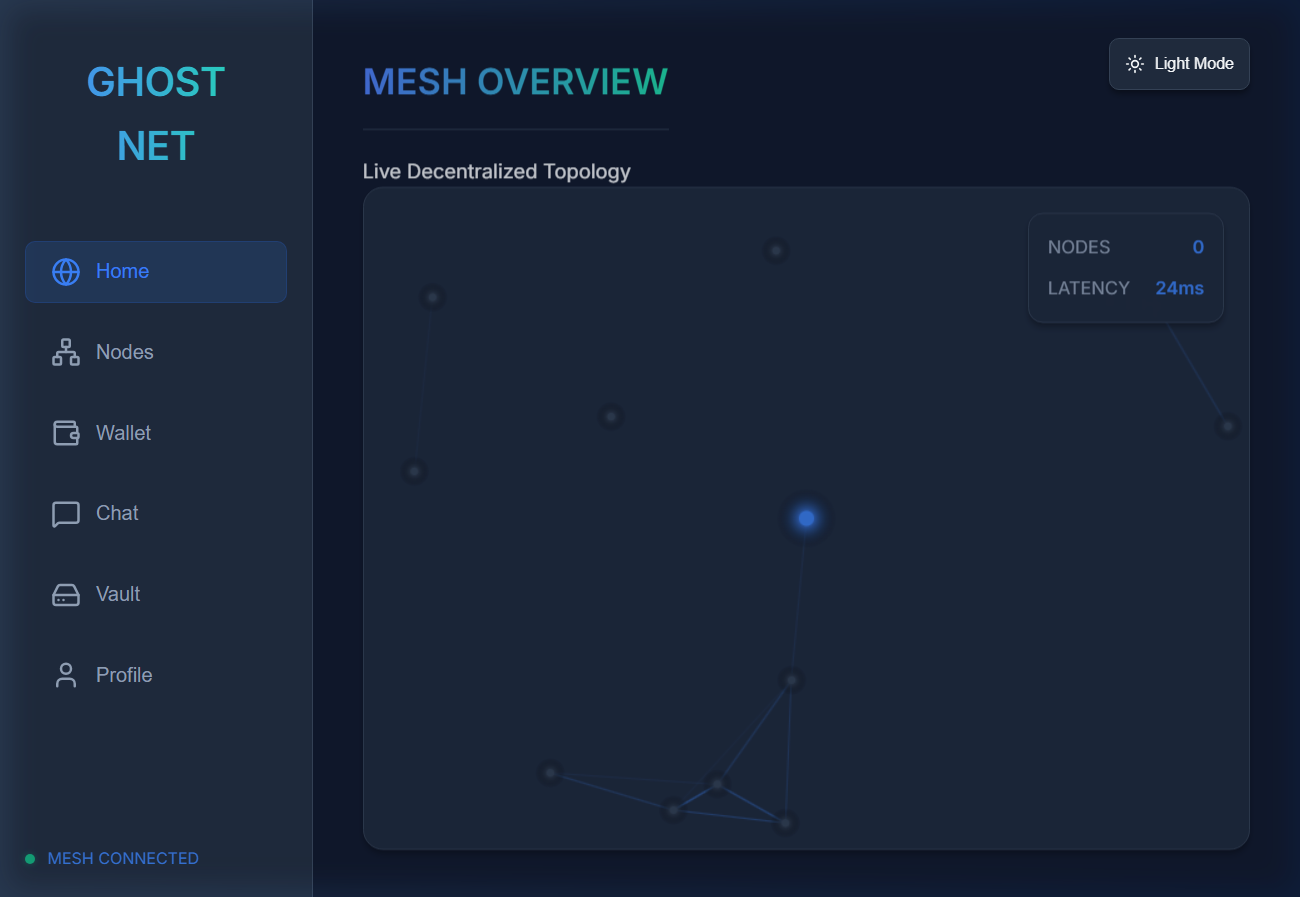 GHOST
NET
Home
Nodes
Wallet
Chat
Vault
Profile
MESH CONNECTED
MESH OVERVIEW
Light Mode
Live Decentralized Topology
NODES 0
LATENCY 24ms